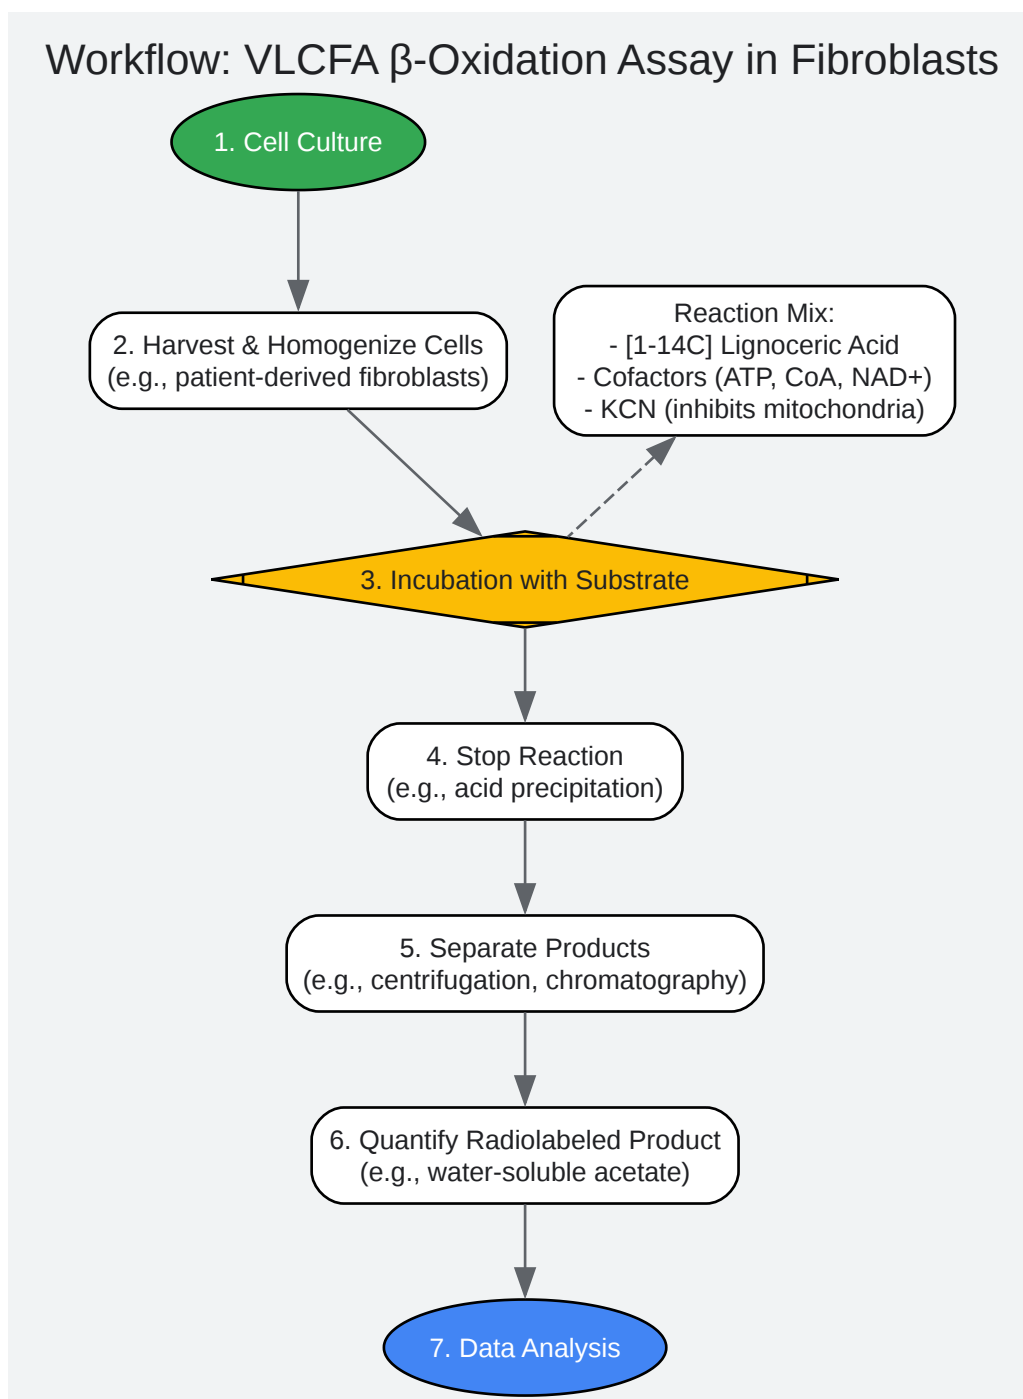 Workflow: VLCFA β-Oxidation Assay in Fibroblasts
1. Cell Culture
2. Harvest & Homogenize Cells
(e.g., patient-derived fibroblasts)
Reaction Mix:
- [1-14C] Lignoceric Acid
- Cofactors (ATP, CoA, NAD+)
- KCN (inhibits mitochondria)
3. Incubation with Substrate
4. Stop Reaction
(e.g., acid precipitation)
5. Separate Products
(e.g., centrifugation, chromatography)
6. Quantify Radiolabeled Product
(e.g., water-soluble acetate)
7. Data Analysis